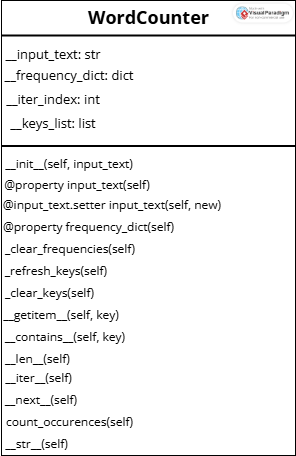 WordCounter
Visual Paradigm
__input_text: str
__frequency_dict: dict
__iter_index: int
__keys_list: list
__init__(self, input_text)
@property input_text(self)
@input_text.setter input_text(self, new)
@property frequency_dict(self)
_clear_frequencies(self)
_refresh_keys(self)
_clear_keys(self)
__getitem__(self, key)
__contains__(self, key)
__len__(self)
__iter__(self)
__next__(self)
count_occurences(self)
__str__(self)